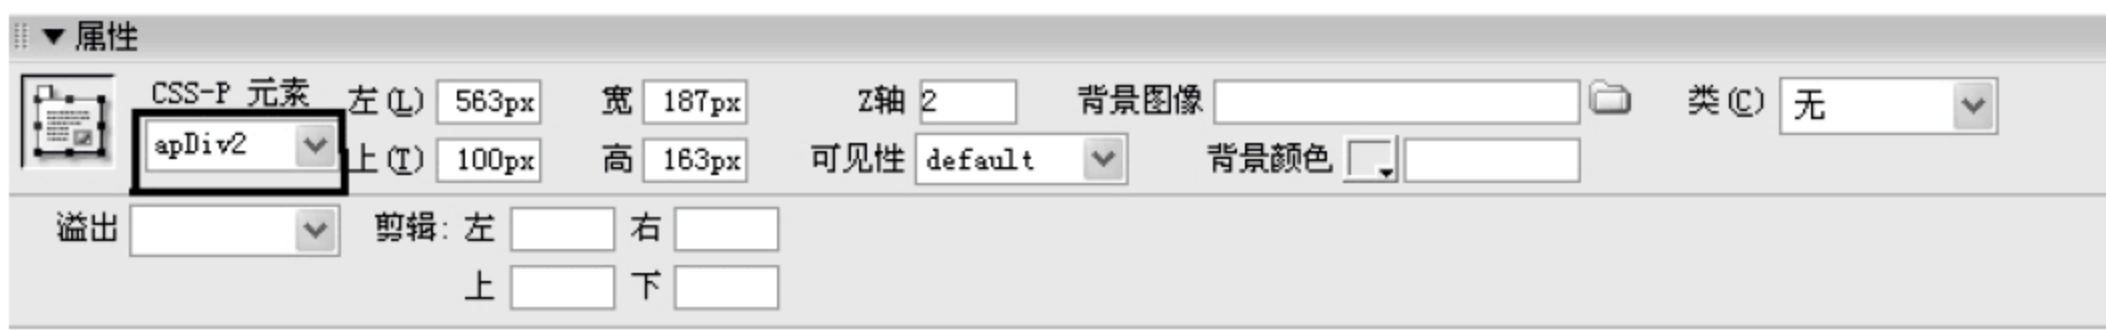 属性
CSS-P 元素 左(L) 563px 宽 187px Z轴 2 背景图像 类(C) 无
apDiv2 上(T) 100px 高 163px 可见性 default 背景颜色
溢出 剪辑: 左 右
上 下